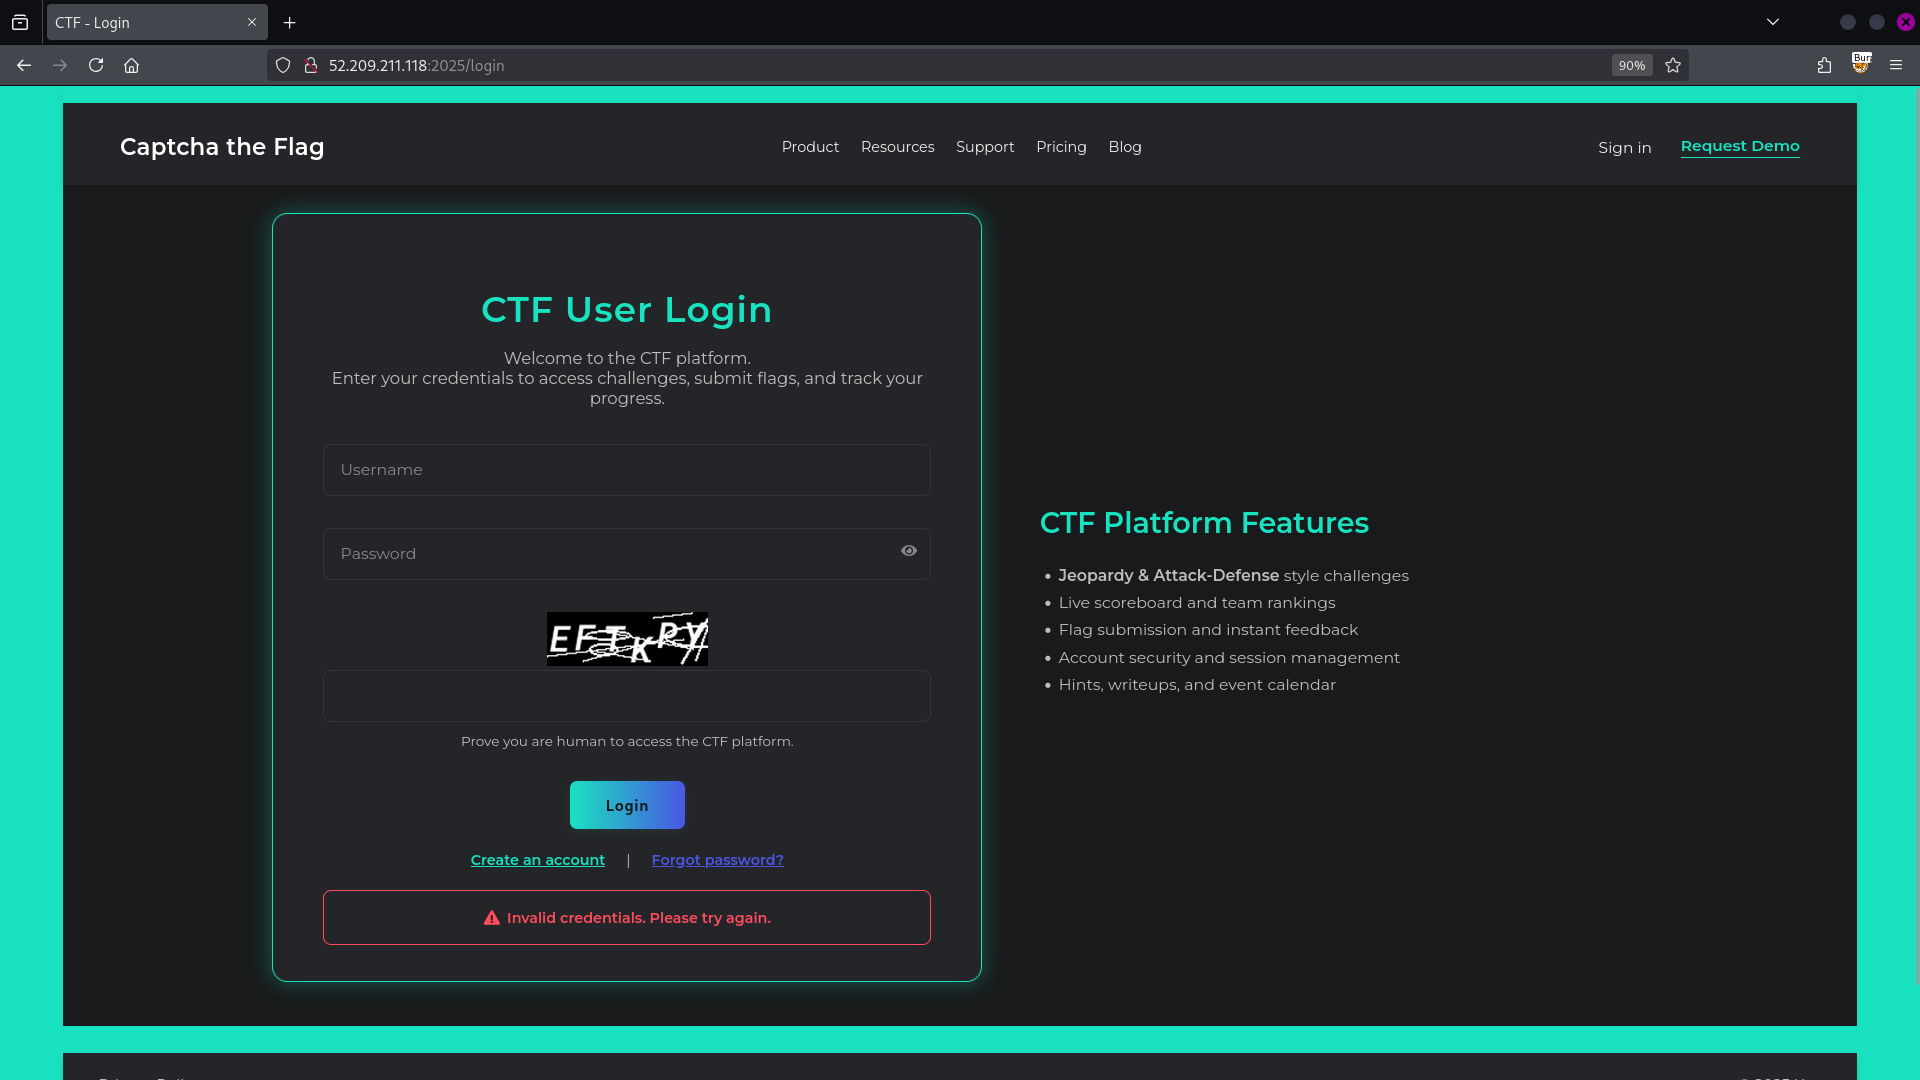 CTF - Login
52.209.211.118:2025/login
90%
Captcha the Flag
Product Resources Support Pricing Blog
Sign in Request Demo
CTF User Login
Welcome to the CTF platform.
Enter your credentials to access challenges, submit flags, and track your
progress.
Username
Password
EFTKPY
Prove you are human to access the CTF platform.
Login
Create an account | Forgot password?
Invalid credentials. Please try again.
CTF Platform Features
• Jeopardy & Attack-Defense style challenges
• Live scoreboard and team rankings
• Flag submission and instant feedback
• Account security and session management
• Hints, writeups, and event calendar